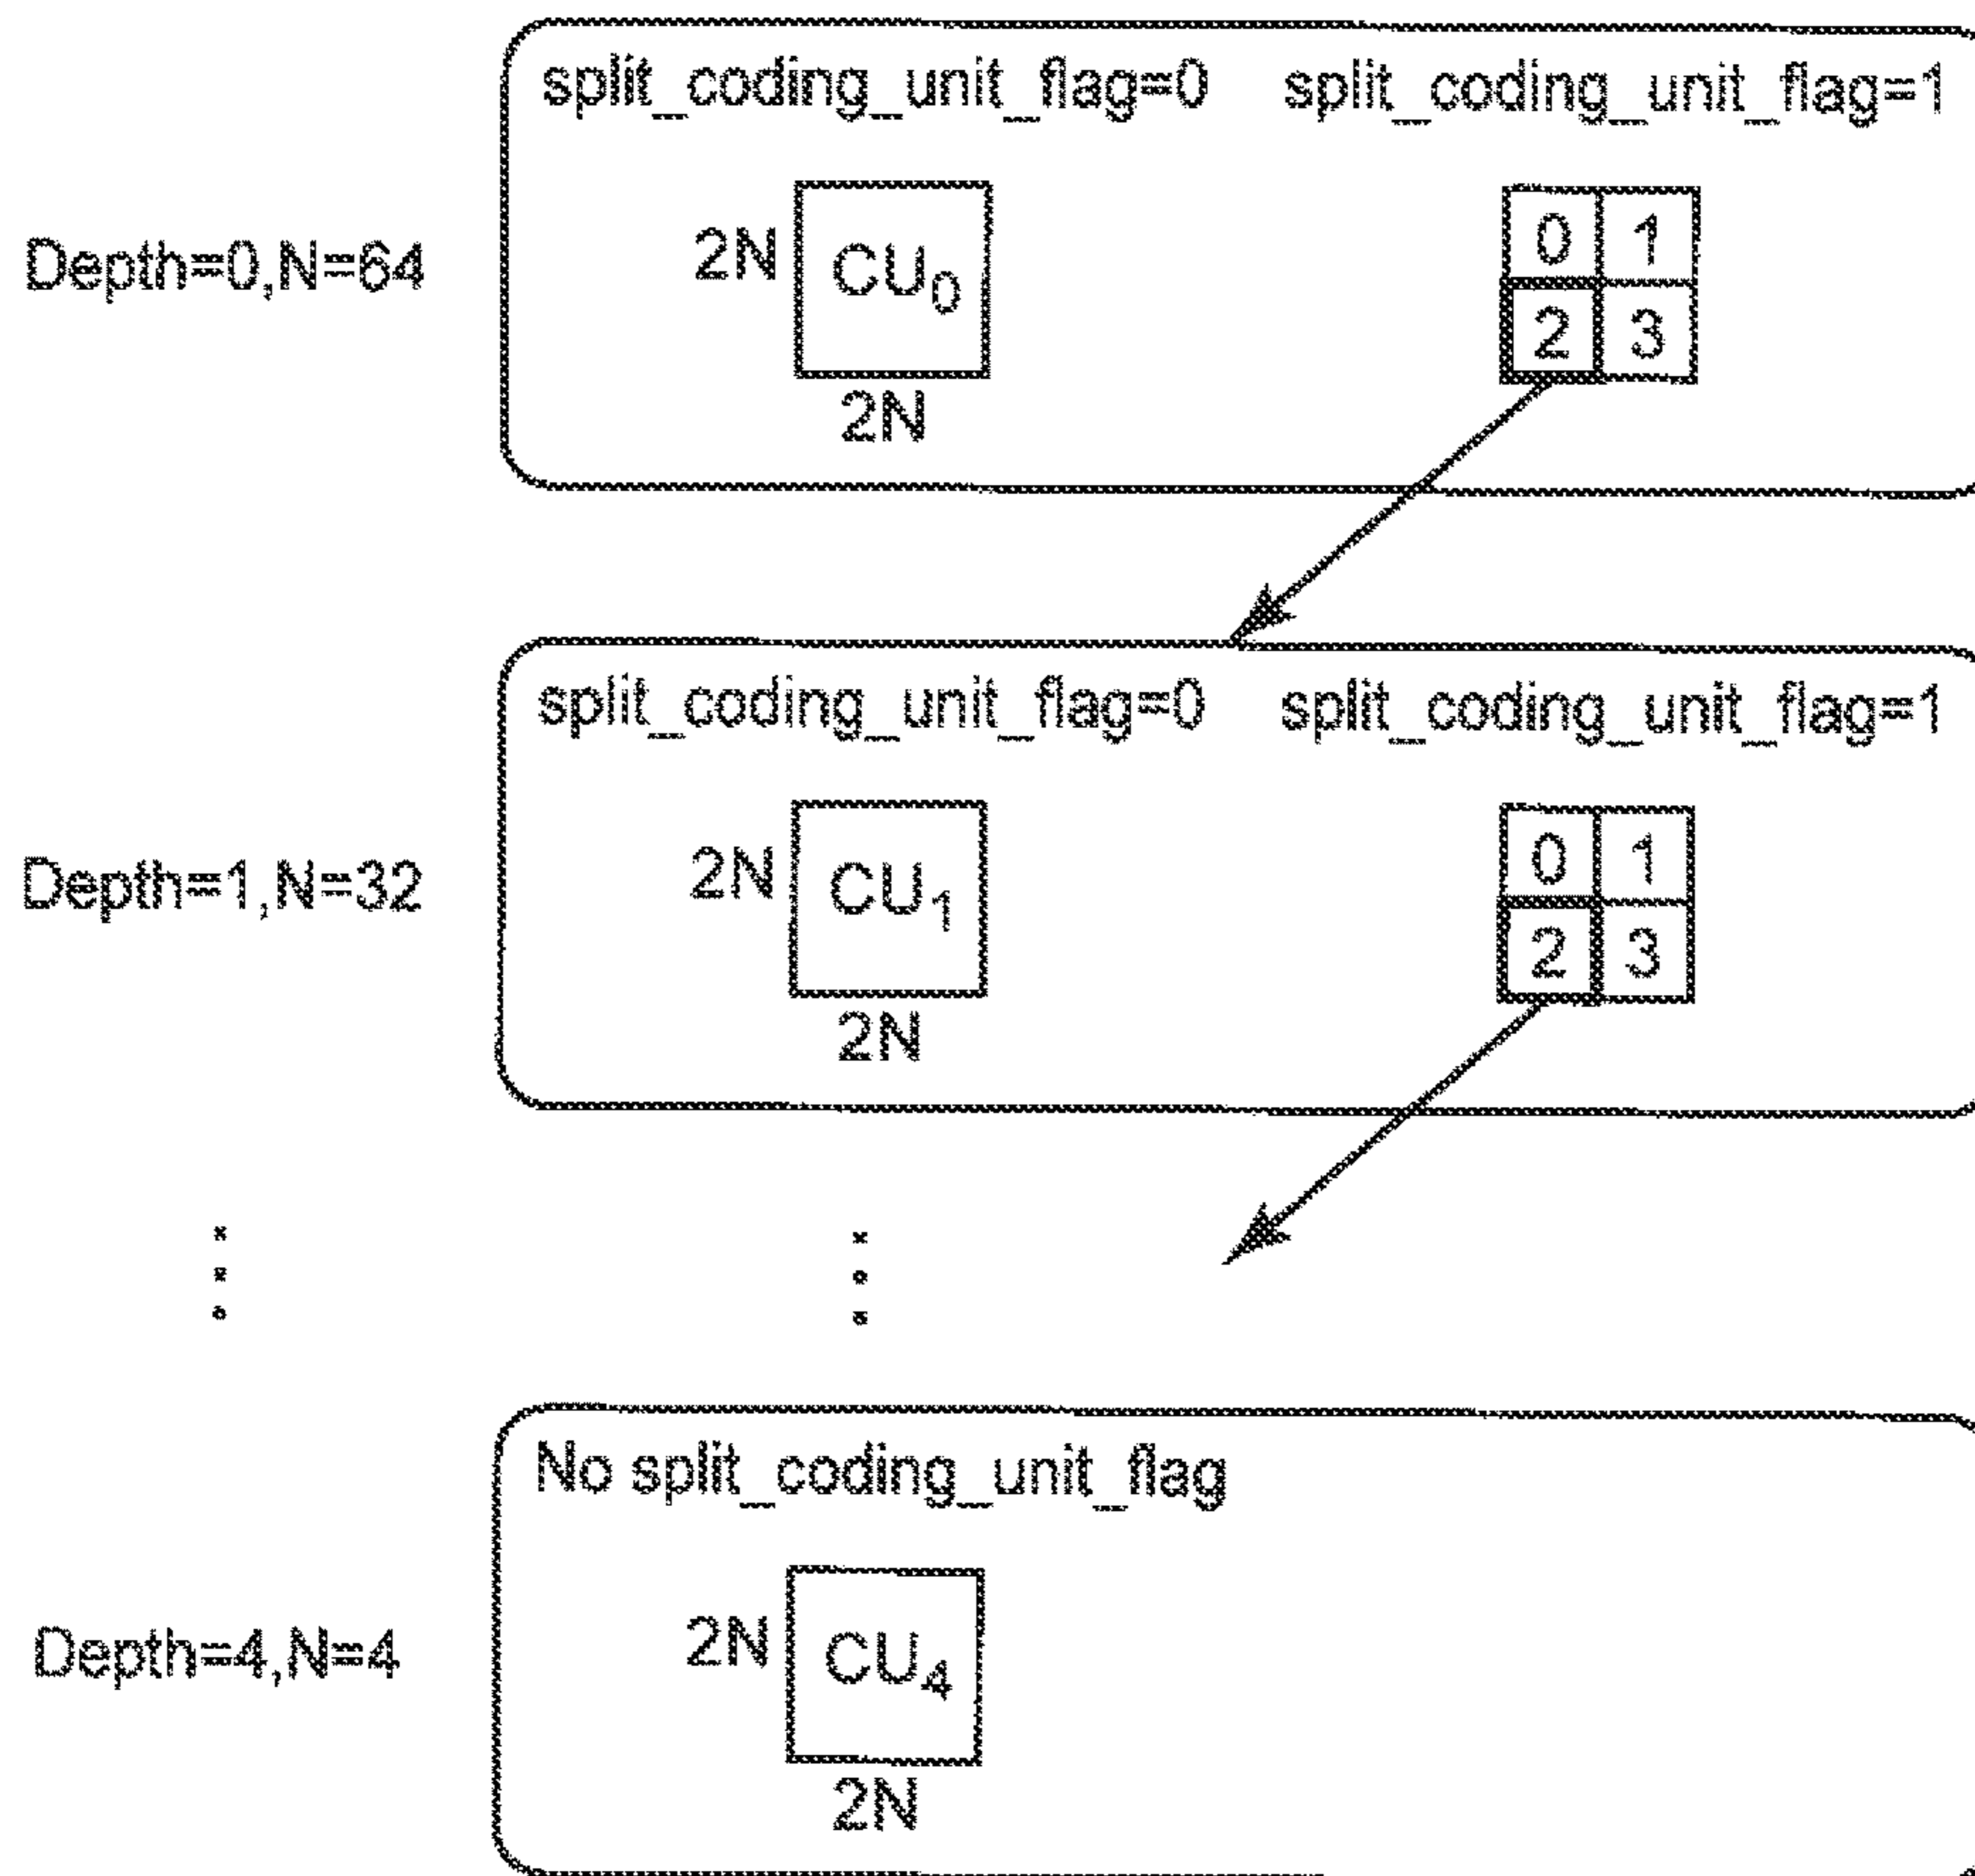 split_coding_unit_flag=0 split_coding_unit_flag=1
Depth=0,N=64
2N
CU0
2N
0 1
2 3
split_coding_unit_flag=0 split_coding_unit_flag=1
Depth=1,N=32
2N
CU1
2N
0 1
2 3
No split_coding_unit_flag
Depth=4,N=4
2N
CU4
2N